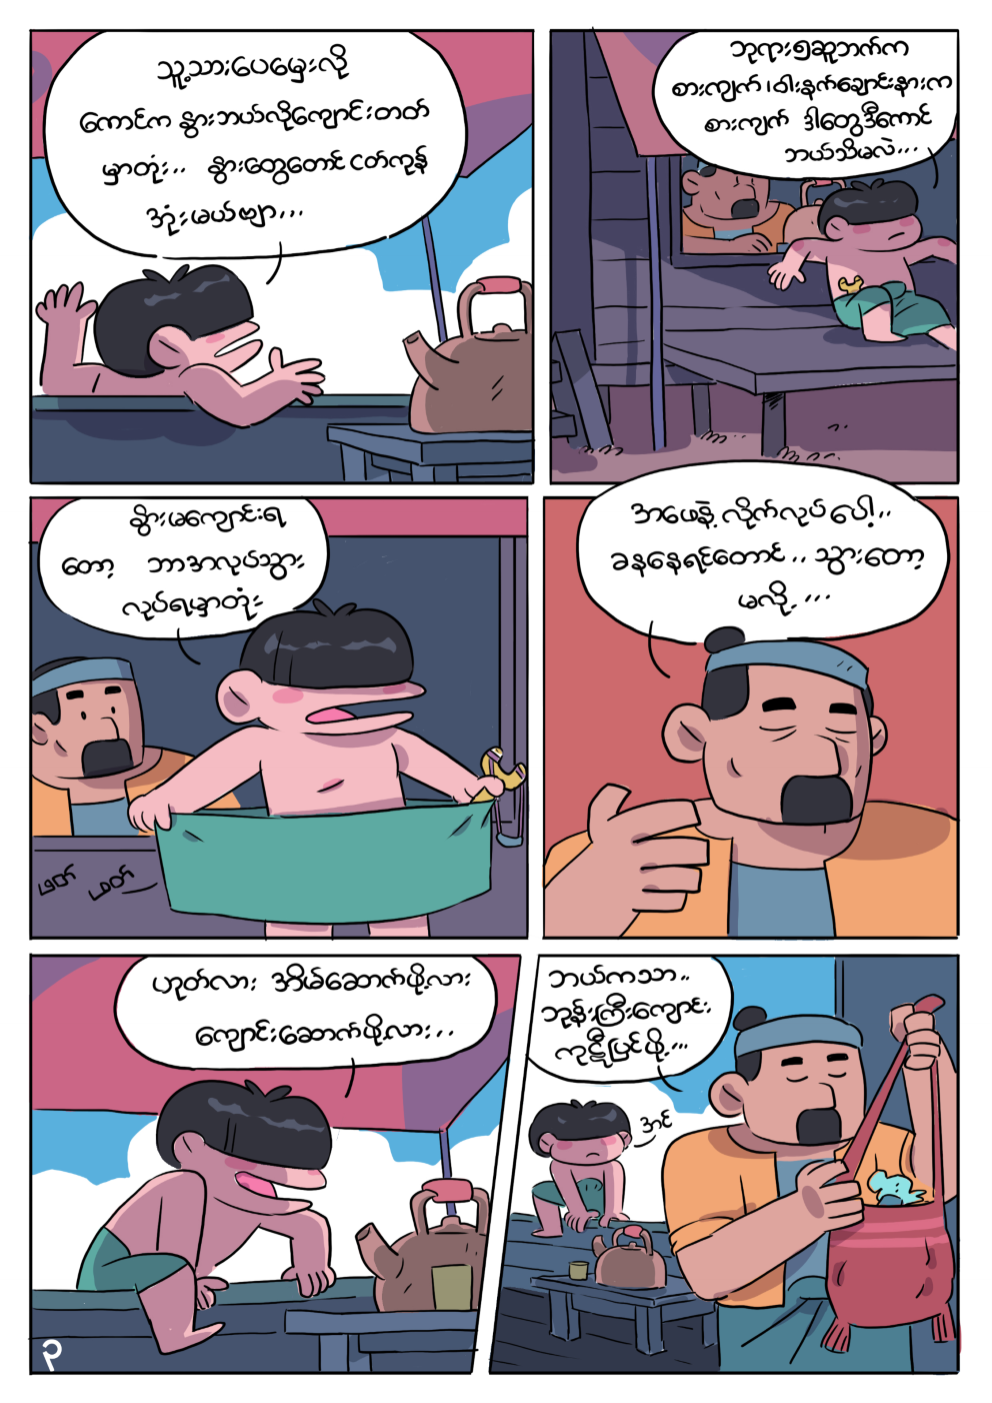 သူ့သားပေမွှေးလို
ကောင်က နွားဘယ်လိုကျောင်းတတ်
မှာတုံး.. နွားတွေတောင် ငတ်ကုန်
အုံးမယ်ဗျာ...
ဘုရားစူဆူဘက်က
စားကျက်၊ ဝါးနက်ချောင်းနားက
စားကျက် ဒါတွေဒီကောင်
ဘယ်သိမလဲ...
နွားမကျောင်းရ
တော့ ဘာအလုပ်သွား
လုပ်ရမှာတုံး
အဖေနဲ့ လိုက်လုပ်ပေါ့..
ခနနေရင်တောင်.. သွားတော့
မလို့...
ဖတ်
ဖတ်
ဟုတ်လား အိမ်ဆောက်ဖို့လား
ကျောင်းဆောက်ဖို့လား..
ဘယ်ကသာ..
ဘုန်းကြီးကျောင်း
ကုဋီပြင်ဖို့...
အာင်
၃